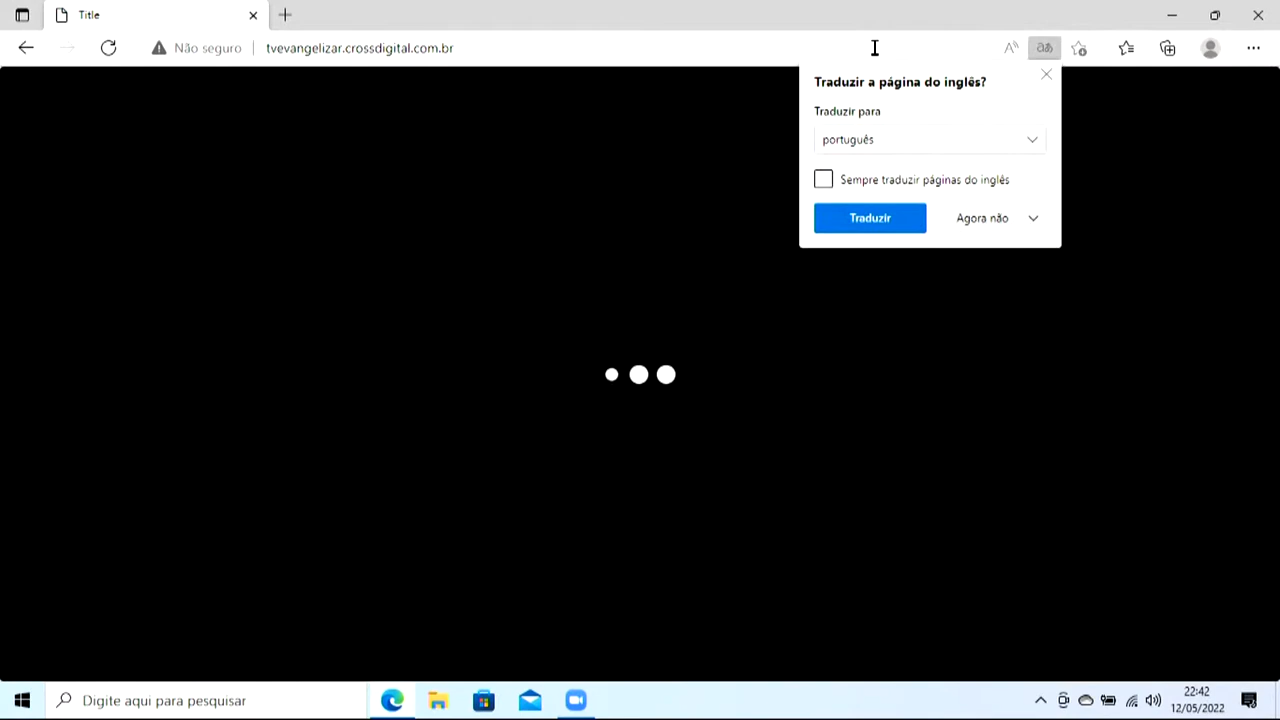 Title
Não seguro
tvevangelizar.crossdigital.com.br
Traduzir a página do inglês?
Traduzir para
português
Sempre traduzir páginas do inglês
Traduzir
Agora não
Digite aqui para pesquisar
22:42
12/05/2022